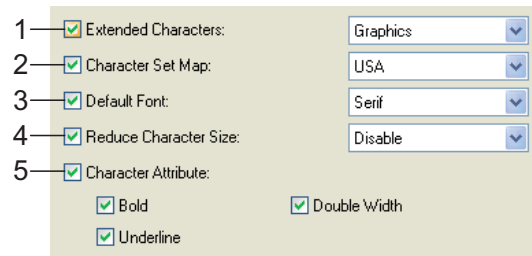 1 Extended Characters: Graphics
2 Character Set Map: USA
3 Default Font: Serif
4 Reduce Character Size: Disable
5 Character Attribute:
Bold Double Width
Underline